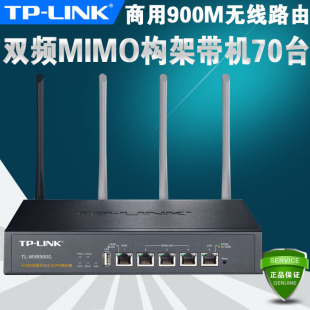 TP-LINK 商用900M无线路由
双频MIMO构架带机70台
TP-LINK
TL-WVR900G
SERVICE
正品保证
GENUINE